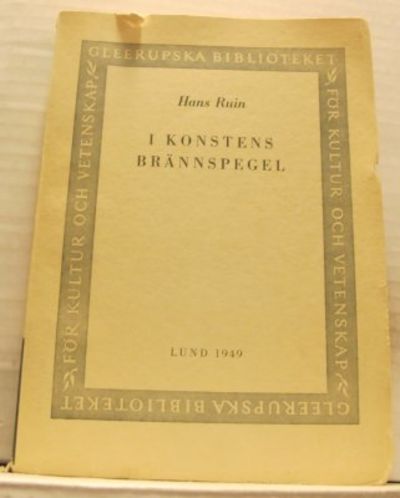 GLEERUPSKA BIBLIOTEKET
FÖR KULTUR OCH VETENSKAP
Hans Ruin
I KONSTENS
BRÄNNSPEGEL
LUND 1949
GLEERUPSKA BIBLIOTEKET
FÖR KULTUR OCH VETENSKAP